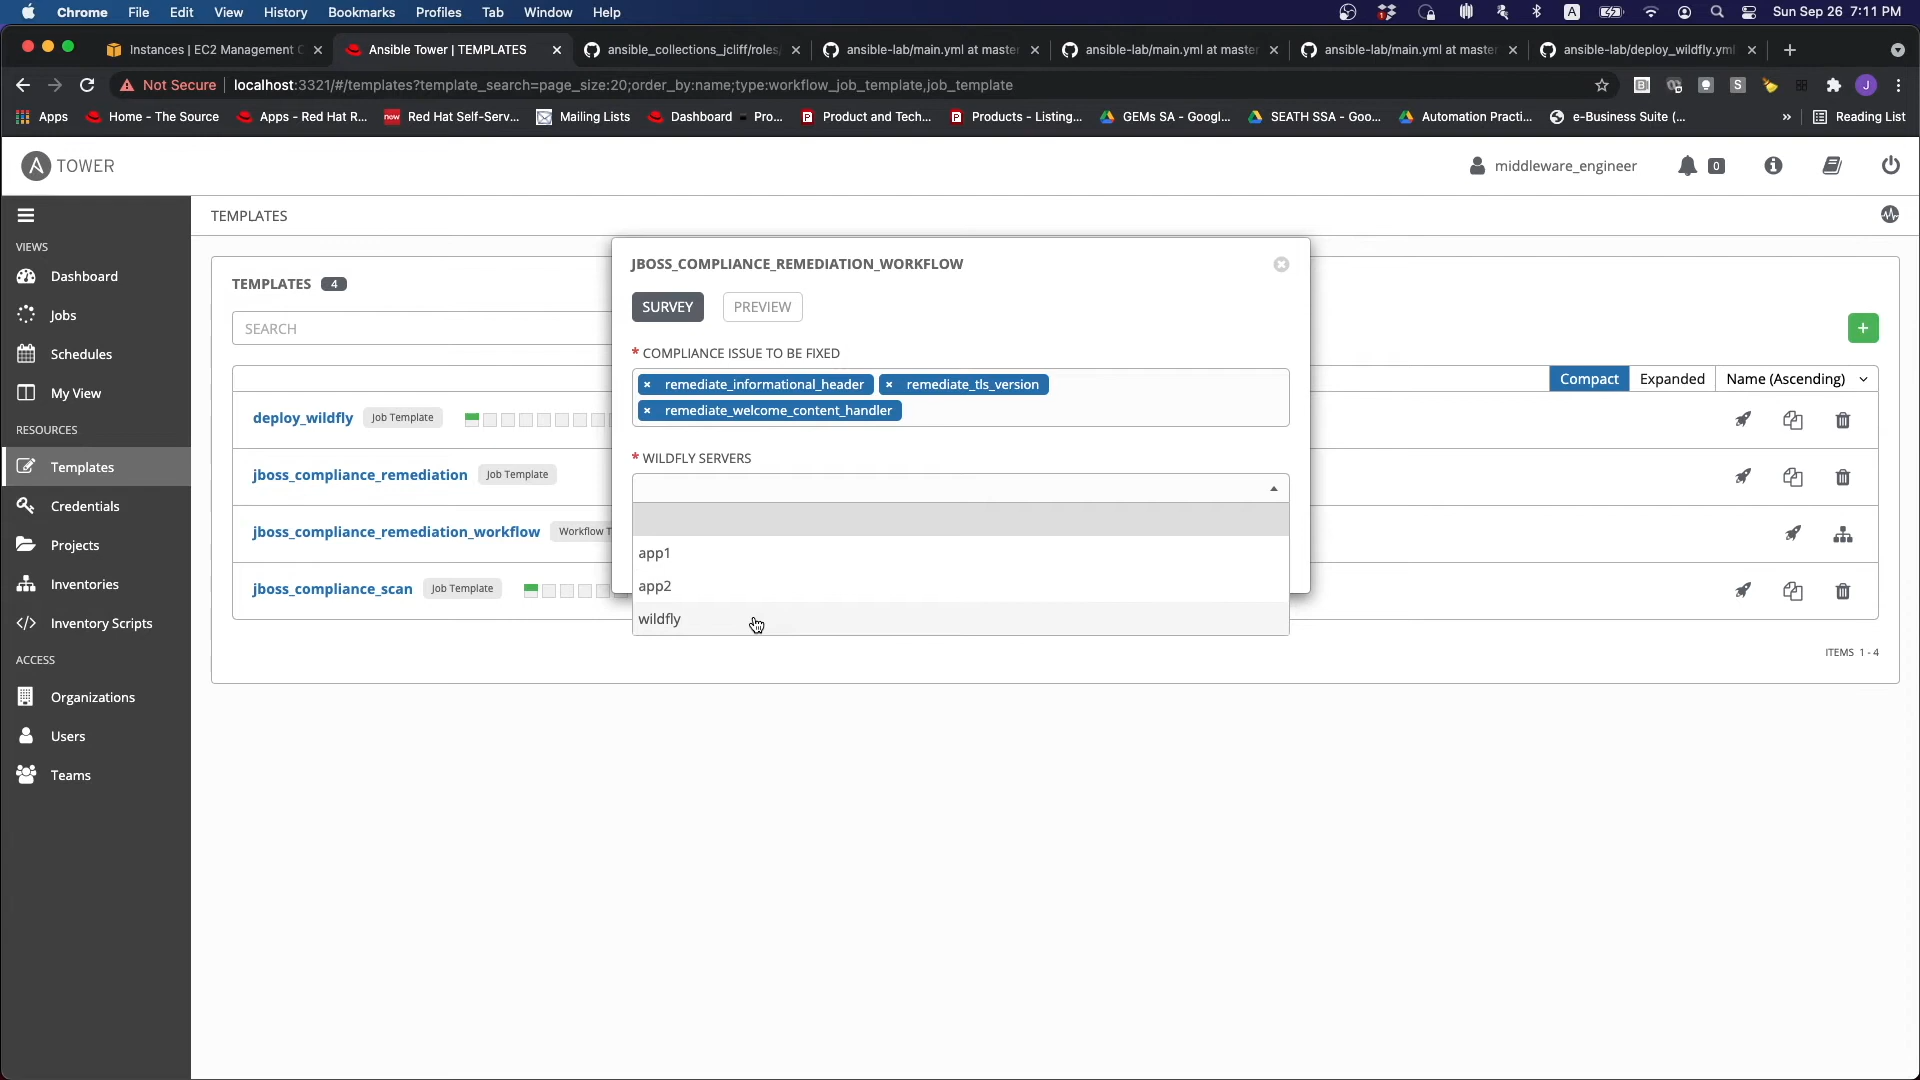 Chrome File Edit View History Bookmarks Profiles Tab Window Help 1 A Sun Sep 26 7:11 PM
Instances | EC2 Management C Ansible Tower | TEMPLATES ansible_collections_jcliff/roles/ ansible-lab/main.yml at master ansible-lab/main.yml at master ansible-lab/main.yml at master ansible-lab/deploy_wildfly.yml
Not Secure localhost:3321/#/templates?template_search=page_size:20;order_by:name;type:workflow_job_template,job_template S J
Apps Home - The Source Apps - Red Hat R... now Red Hat Self-Serv... Mailing Lists Dashboard - Pro... P Product and Tech... P Products - Listing... GEMs SA - Googl... SEATH SSA - Goo... Automation Practi... e-Business Suite (... » Reading List
A TOWER middleware_engineer 0
TEMPLATES
VIEWS
Dashboard
Jobs
Schedules
My View
RESOURCES
Templates
Credentials
Projects
Inventories
Inventory Scripts
ACCESS
Organizations
Users
Teams
TEMPLATES 4
SEARCH
+
Compact Expanded Name (Ascending)
deploy_wildfly Job Template
jboss_compliance_remediation Job Template
jboss_compliance_remediation_workflow Workflow T
jboss_compliance_scan Job Template
ITEMS 1 - 4
JBOSS_COMPLIANCE_REMEDIATION_WORKFLOW
SURVEY PREVIEW
* COMPLIANCE ISSUE TO BE FIXED
× remediate_informational_header × remediate_tls_version
× remediate_welcome_content_handler
* WILDFLY SERVERS
app1
app2
wildfly